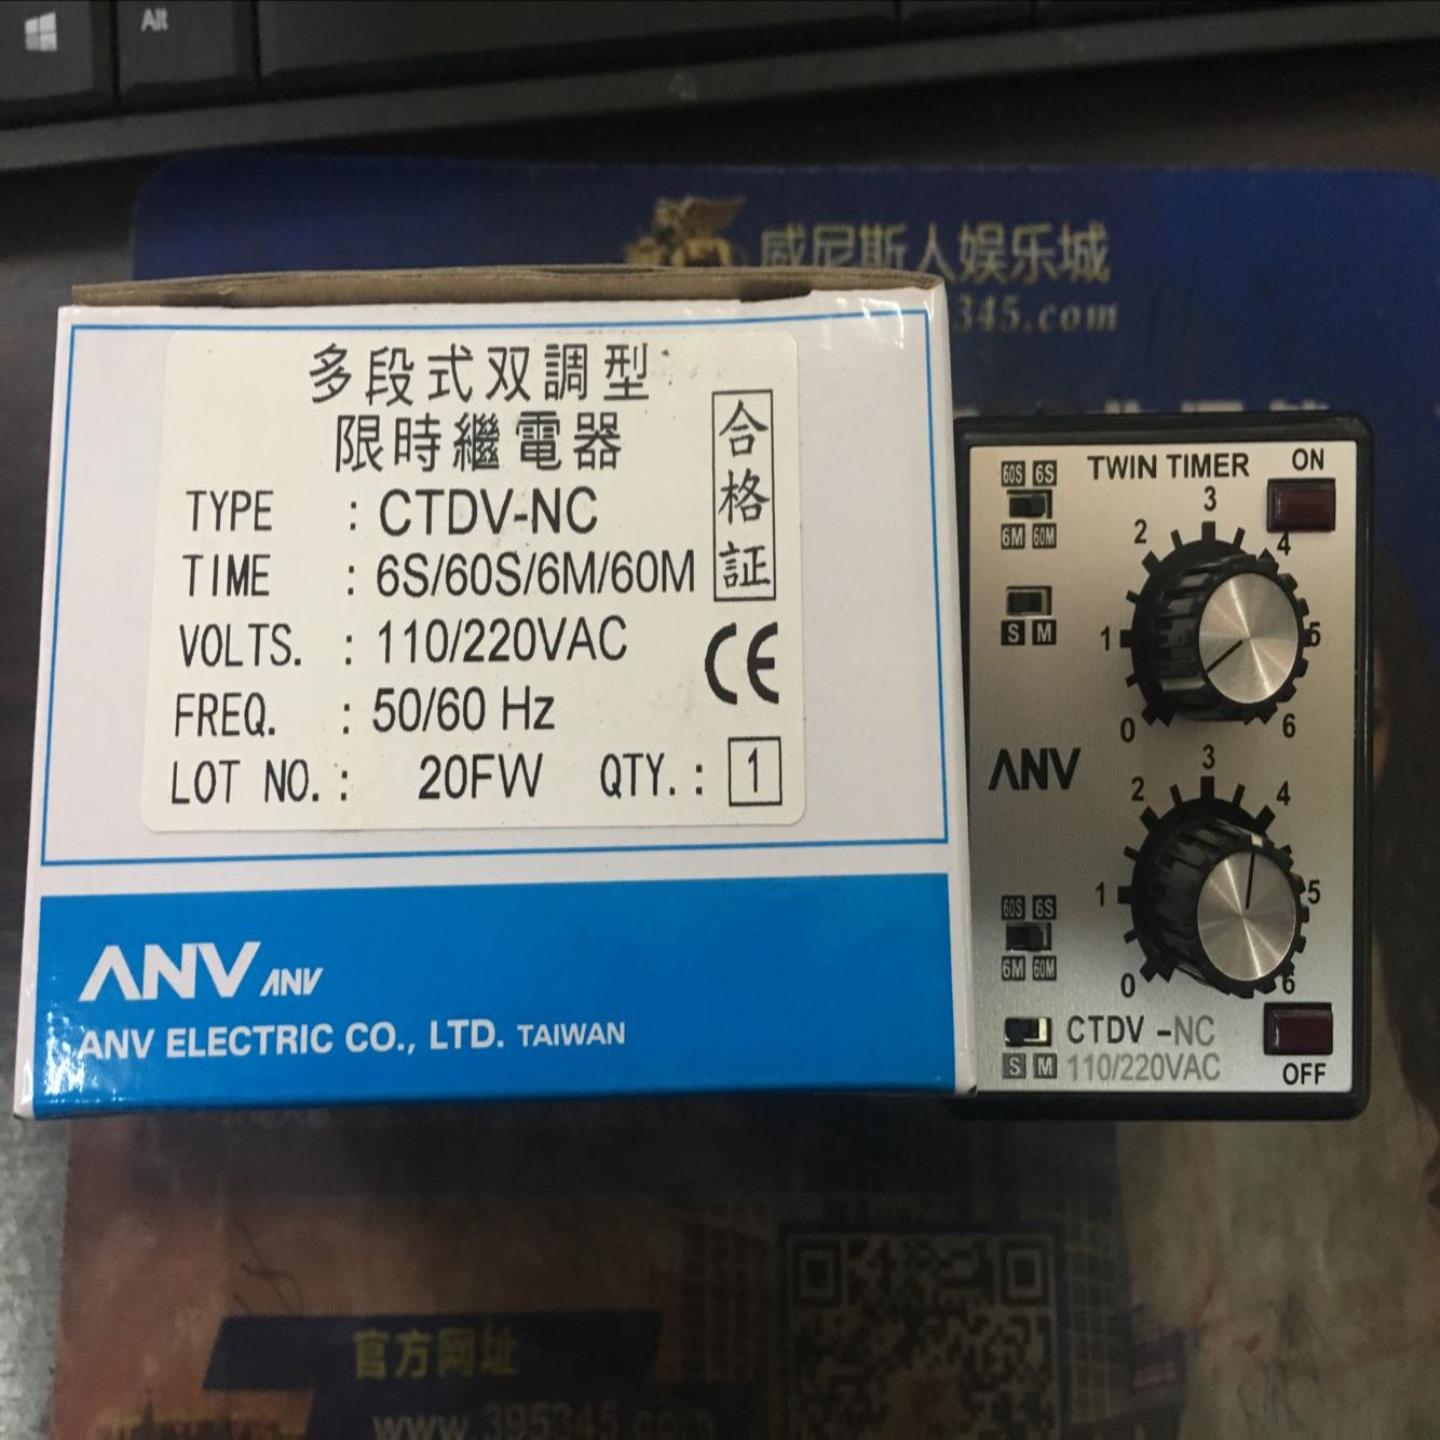 Alt
威尼斯人娱乐城
345.com
多段式双調型
限時繼電器
合格証
TYPE : CTDV-NC
TIME : 6S/60S/6M/60M
VOLTS. : 110/220VAC
FREQ. : 50/60 Hz
LOT NO. : 20FW QTY. : 1
CE
ANV ANV
ANV ELECTRIC CO., LTD. TAIWAN
TWIN TIMER ON
60S 6S
6M 60M
S M
0 1 2 3 4 5 6
ANV
0 1 2 3 4 5 6
60S 6S
6M 60M
CTDV -NC
S M 110/220VAC
OFF
官方网址
www.395345.com